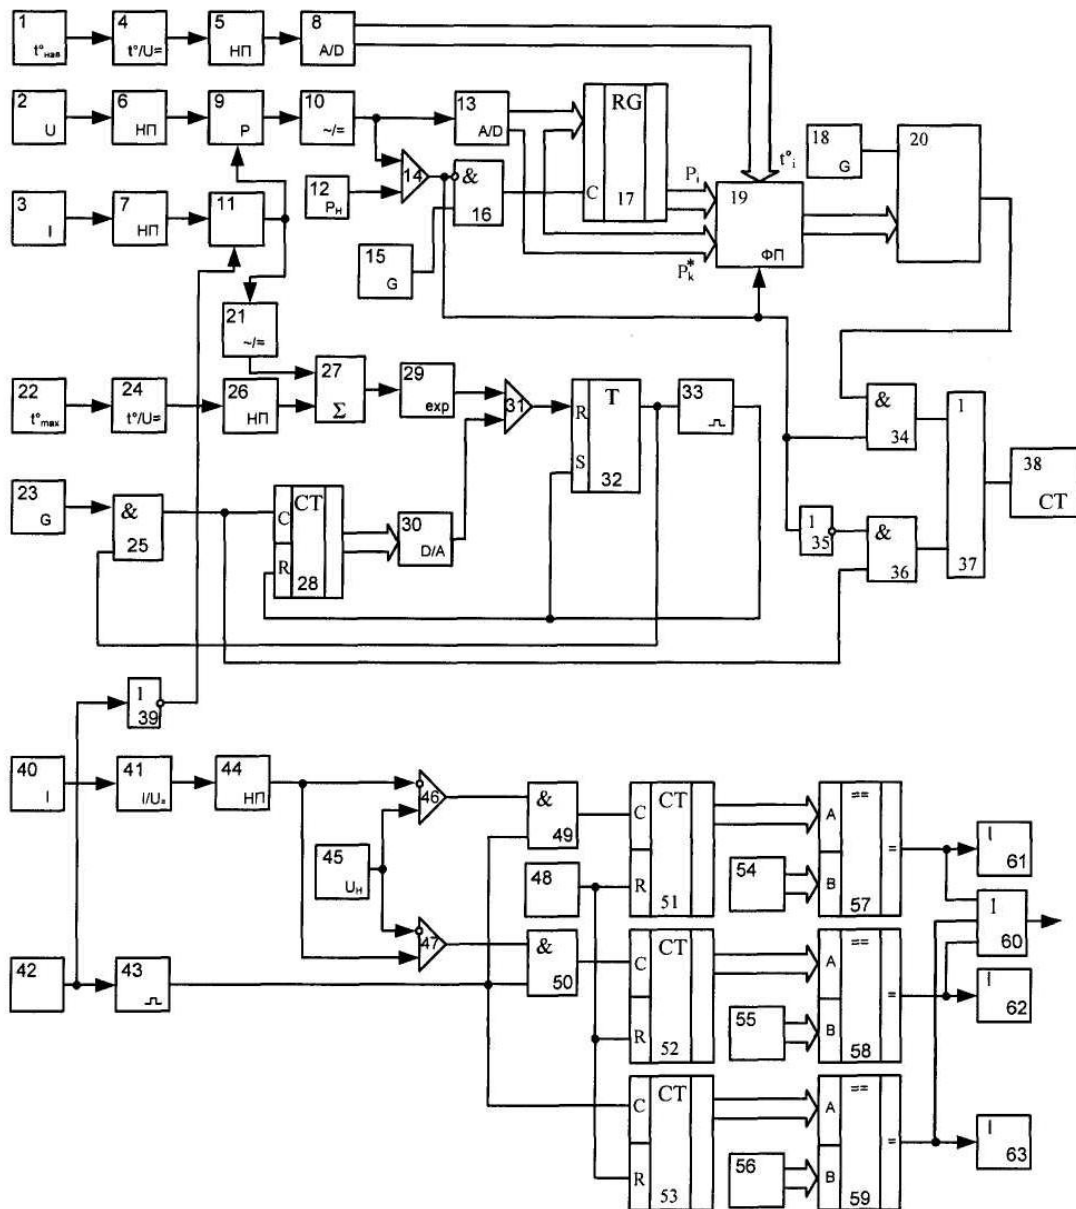 1
t°нав
4
t°/U=
5
НП
8
A/D
2
U
6
НП
9
P
10
~/=
13
A/D
RG
C
17
18
G
20
12
Pн
14
&
16
t°i
Pi
19
ФП
3
I
7
НП
11
15
G
Pk*
21
~/=
22
t°max
24
t°/U=
26
НП
27
Σ
29
exp
31
T
R
S
32
33
&
34
1
37
38
CT
23
G
&
25
CT
C
R
28
30
D/A
1
35
&
36
1
39
40
I
41
I/U=
44
НП
46
&
49
CT
C
R
51
==
A
B
=
57
I
61
45
Uн
48
54
1
60
47
&
50
CT
C
R
52
==
A
B
=
58
42
43
55
I
62
CT
C
R
53
56
==
A
B
=
59
I
63